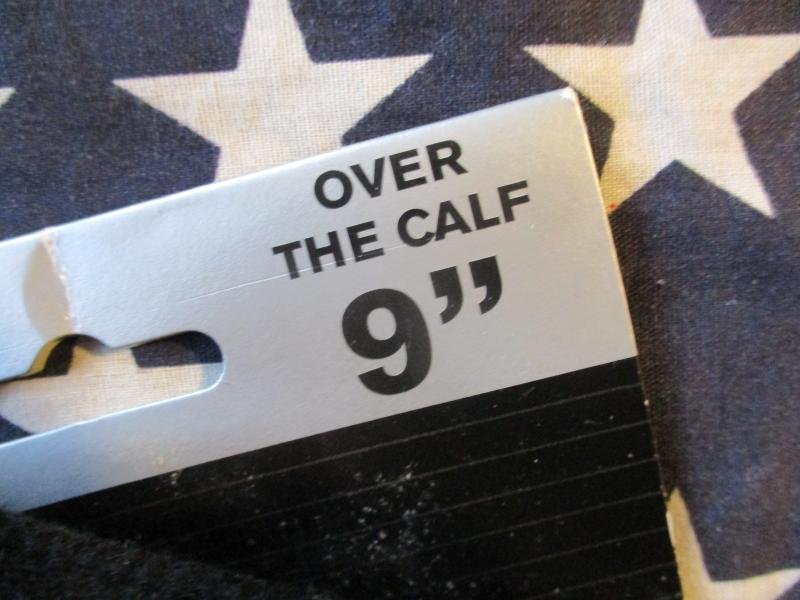 OVER
THE CALF
9”